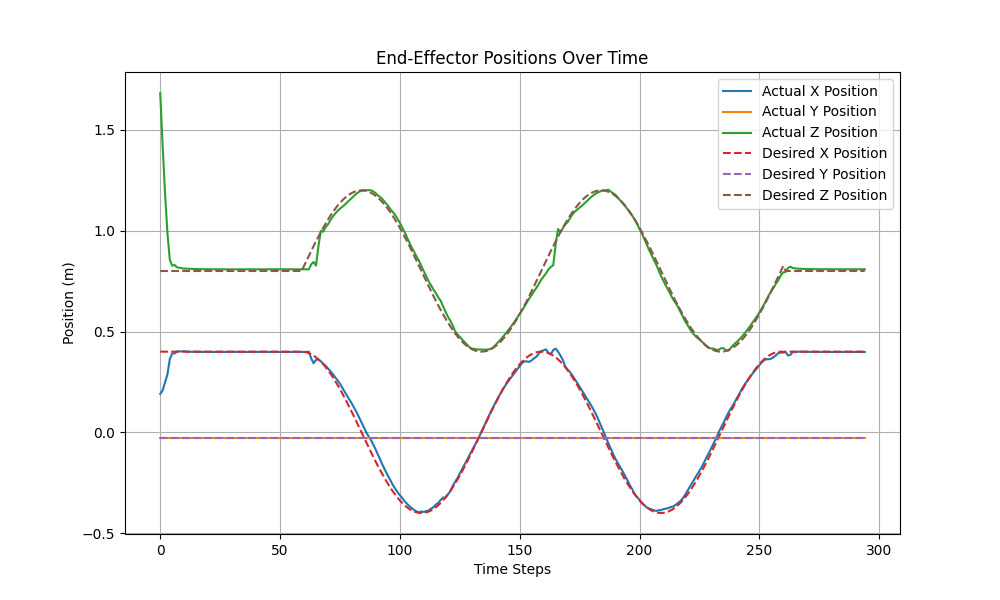 End-Effector Positions Over Time
Actual X Position
Actual Y Position
Actual Z Position
Desired X Position
Desired Y Position
Desired Z Position
Position (m)
1.5
1.0
0.5
0.0
−0.5
0
50
100
150
200
250
300
Time Steps